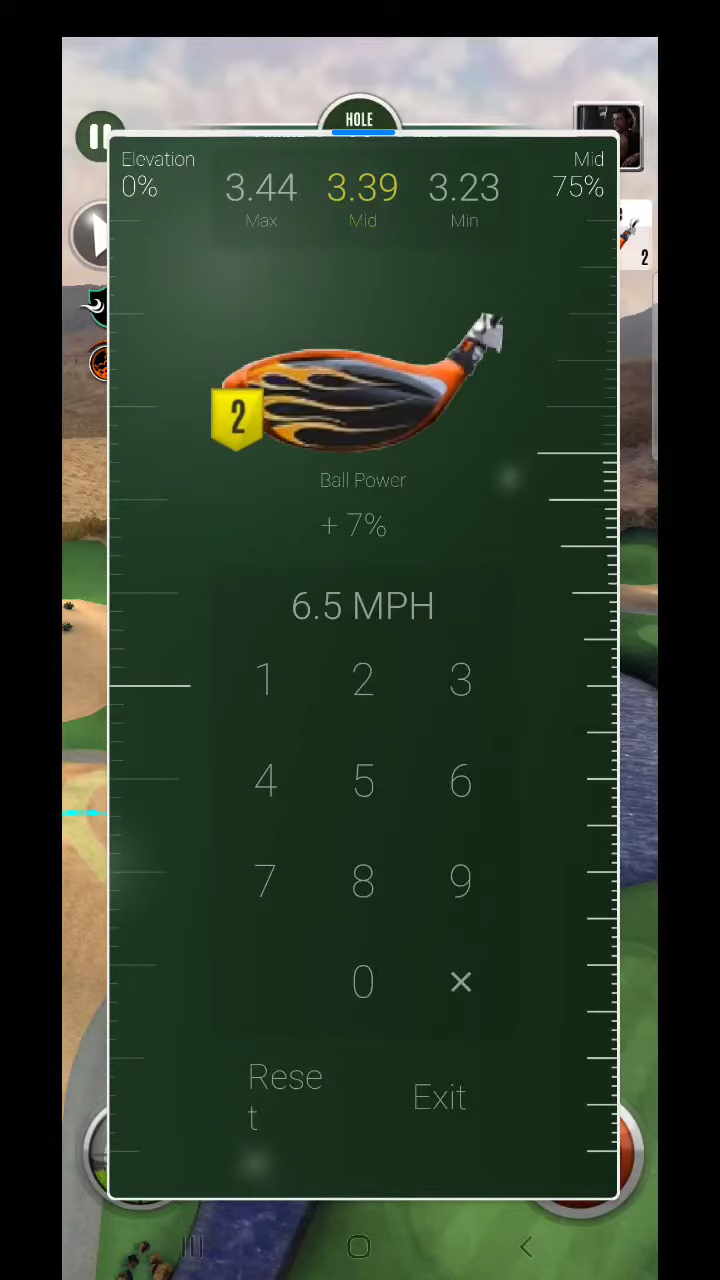 HOLE
Elevation
0%
3.44 3.39 3.23
Max Mid Min
Mid
75%
2
2
Ball Power
+ 7%
6.5 MPH
1 2 3
4 5 6
7 8 9
0 ×
Rese
t
Exit